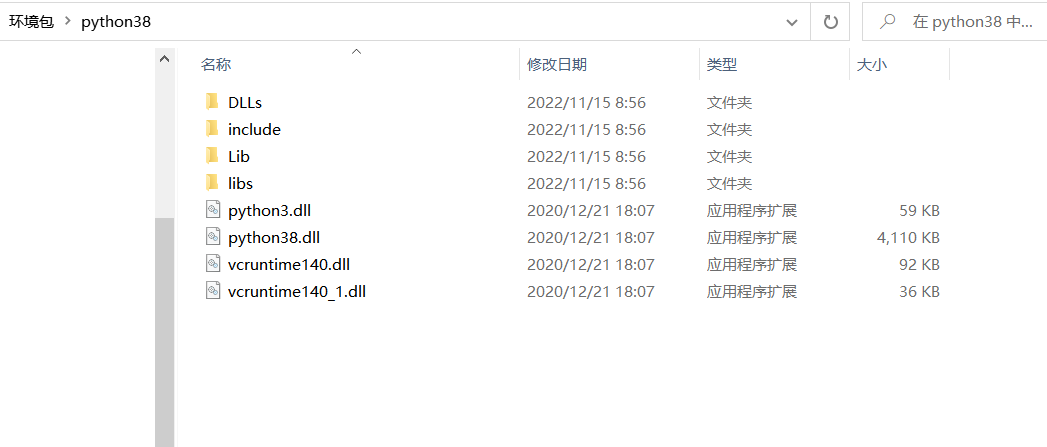 环境包 > python38 在 python38 中...
名称 修改日期 类型 大小
DLLs 2022/11/15 8:56 文件夹
include 2022/11/15 8:56 文件夹
Lib 2022/11/15 8:56 文件夹
libs 2022/11/15 8:56 文件夹
python3.dll 2020/12/21 18:07 应用程序扩展 59 KB
python38.dll 2020/12/21 18:07 应用程序扩展 4,110 KB
vcruntime140.dll 2020/12/21 18:07 应用程序扩展 92 KB
vcruntime140_1.dll 2020/12/21 18:07 应用程序扩展 36 KB